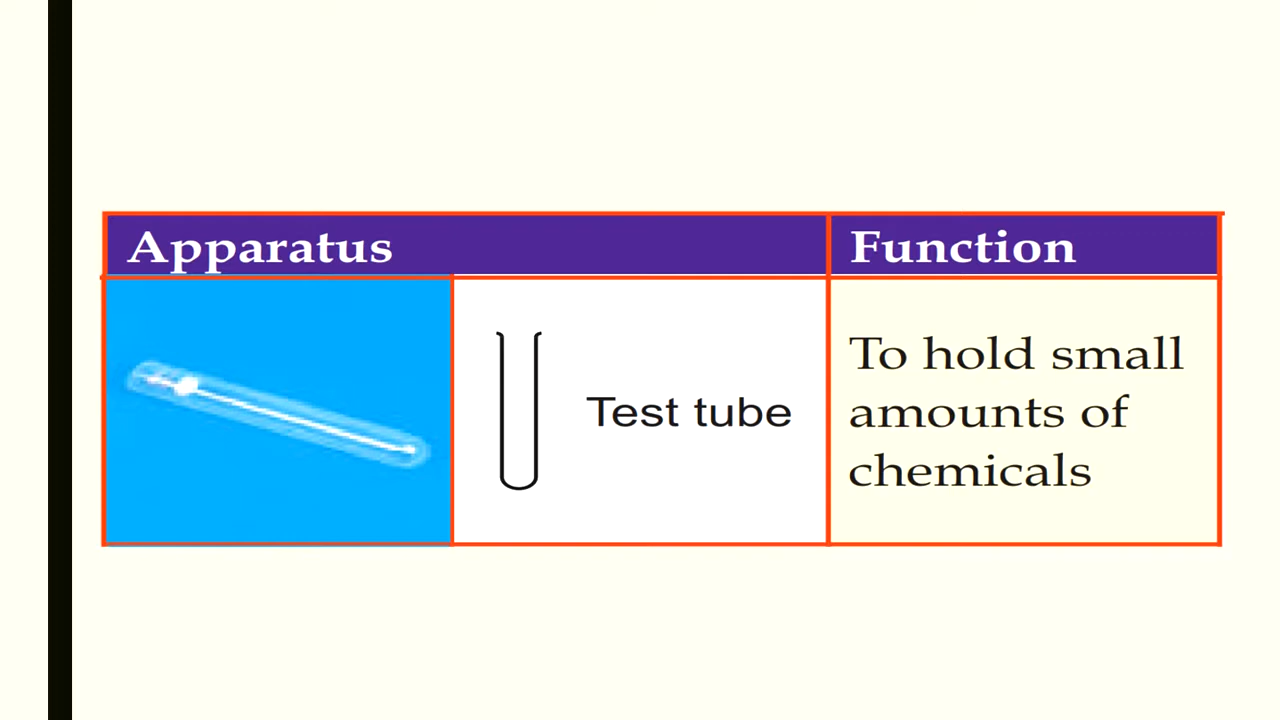 Apparatus
Function
Test tube
To hold small
amounts of
chemicals